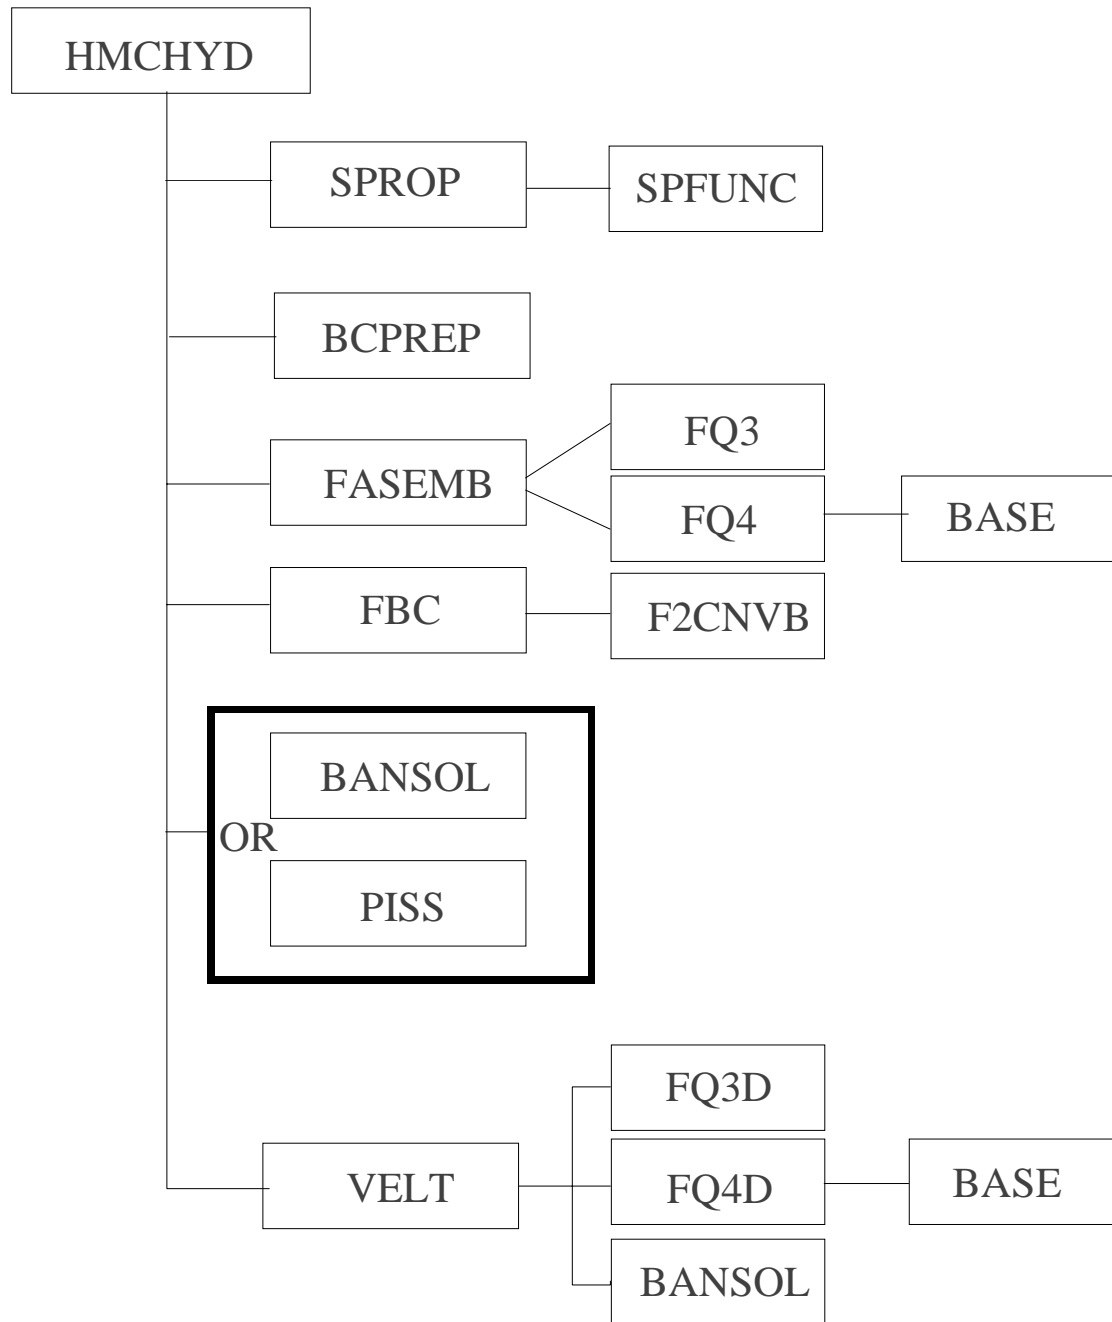 HMCHYD
SPROP
SPFUNC
BCPREP
FQ3
FASEMB
FQ4
BASE
FBC
F2CNVB
BANSOL
OR
PISS
FQ3D
VELT
FQ4D
BASE
BANSOL